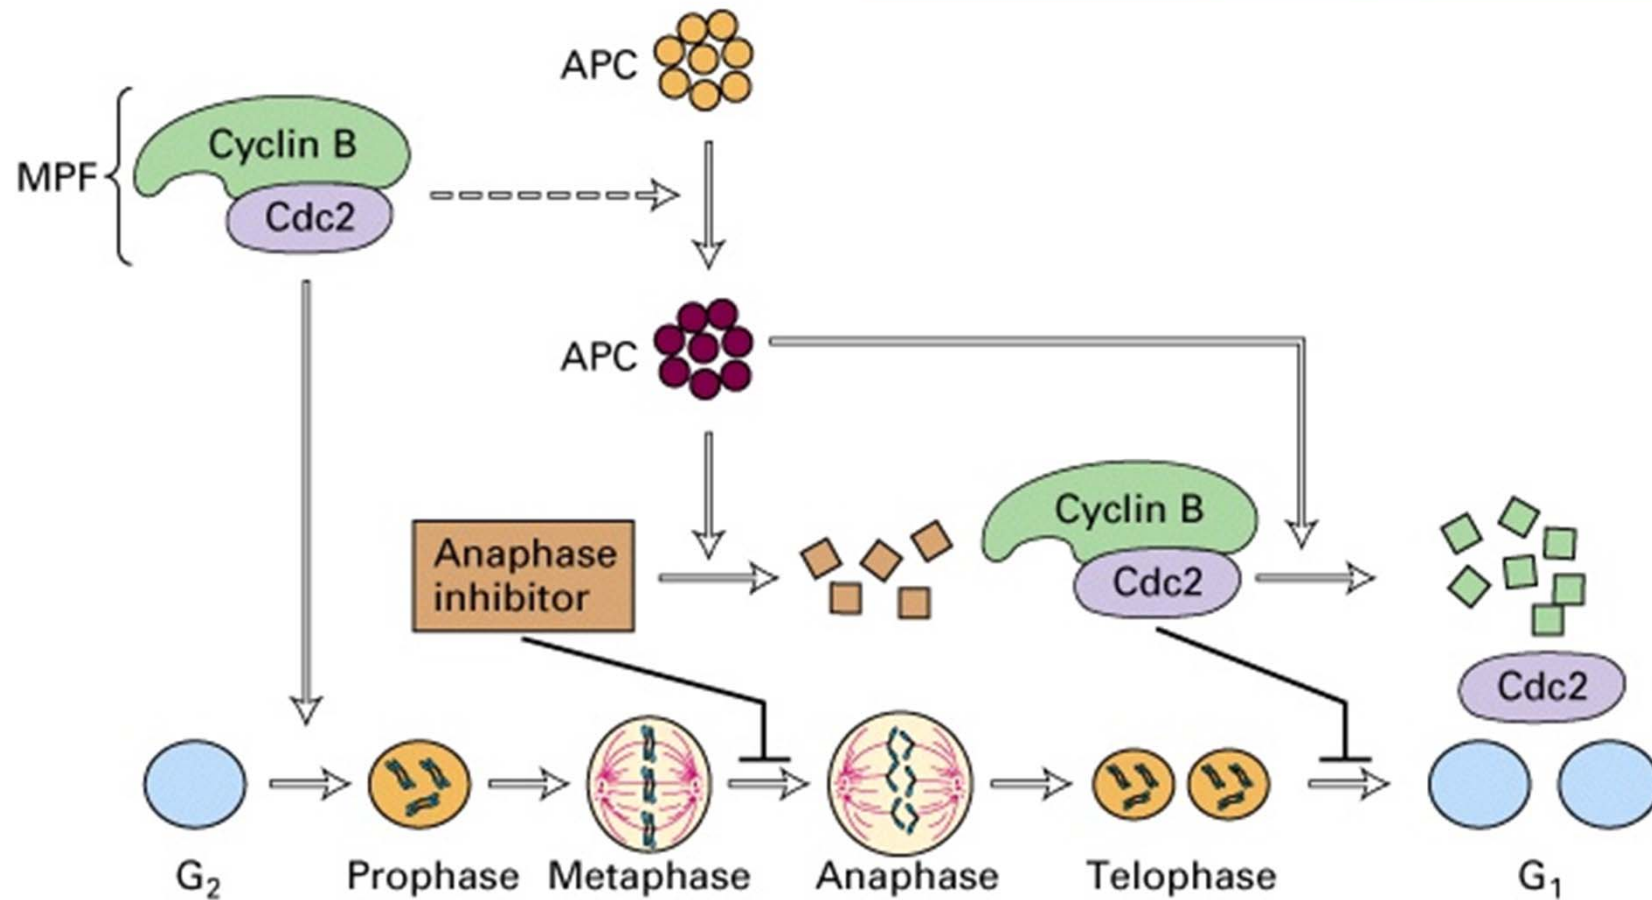 APC
MPF
Cyclin B
Cdc2
APC
Anaphase
inhibitor
Cyclin B
Cdc2
Cdc2
G₂
Prophase
Metaphase
Anaphase
Telophase
G₁